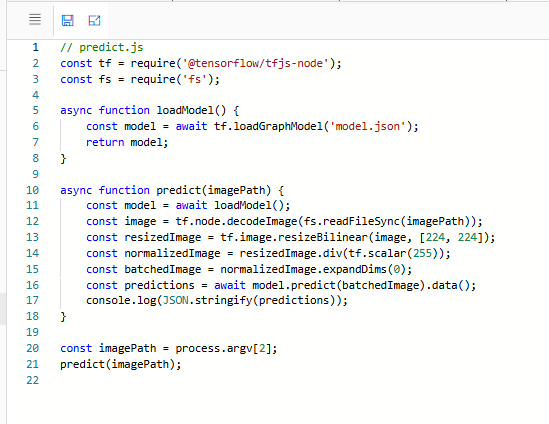 1 // predict.js
2 const tf = require('@tensorflow/tfjs-node');
3 const fs = require('fs');
4
5 async function loadModel() {
6     const model = await tf.loadGraphModel('model.json');
7     return model;
8 }
9
10 async function predict(imagePath) {
11     const model = await loadModel();
12     const image = tf.node.decodeImage(fs.readFileSync(imagePath));
13     const resizedImage = tf.image.resizeBilinear(image, [224, 224]);
14     const normalizedImage = resizedImage.div(tf.scalar(255));
15     const batchedImage = normalizedImage.expandDims(0);
16     const predictions = await model.predict(batchedImage).data();
17     console.log(JSON.stringify(predictions));
18 }
19
20 const imagePath = process.argv[2];
21 predict(imagePath);
22